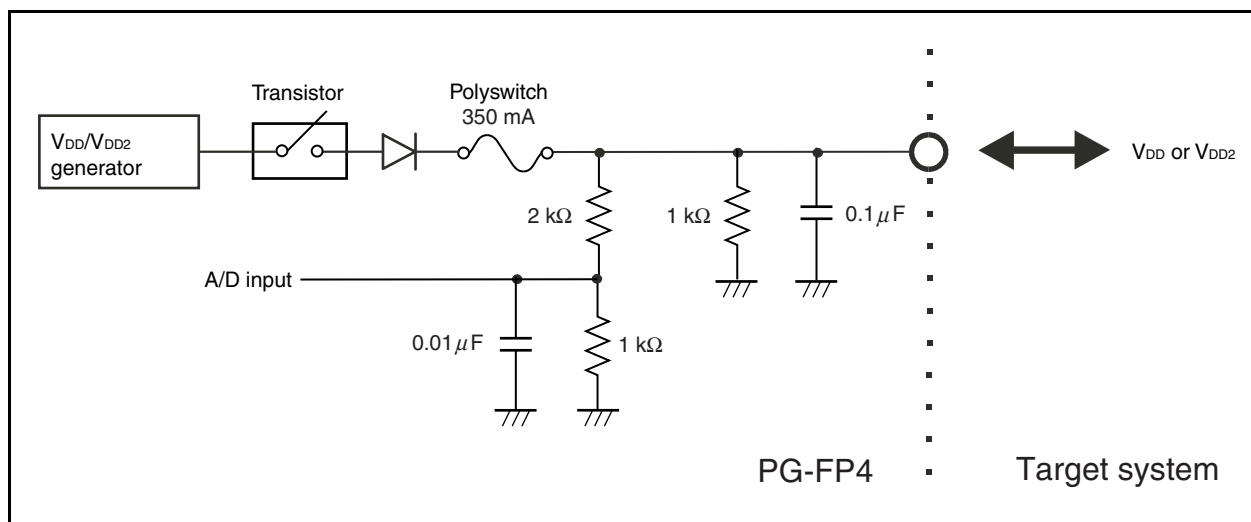 Transistor
Polyswitch
350 mA
VDD/VDD2
generator
VDD or VDD2
2 kΩ
1 kΩ
0.1 μF
A/D input
0.01 μF
1 kΩ
PG-FP4
Target system